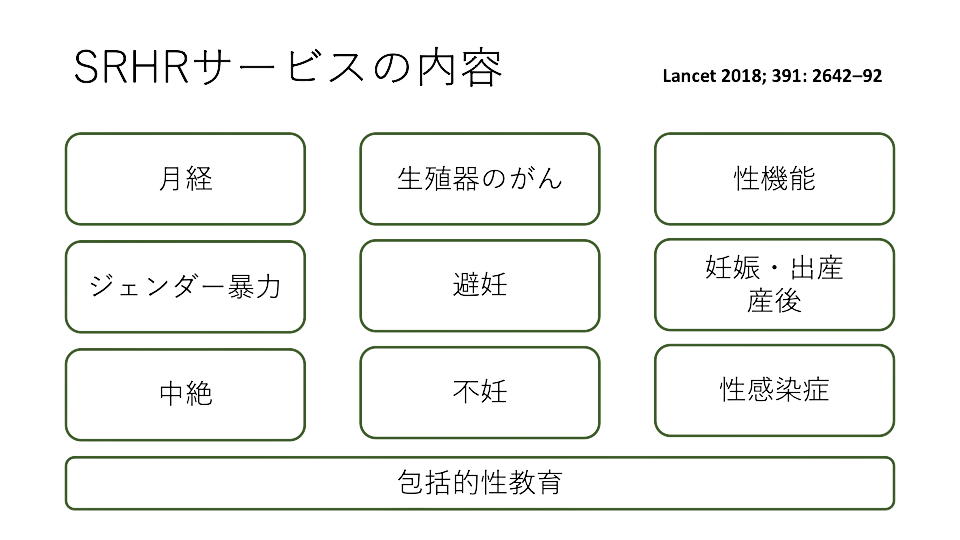 SRHRサービスの内容
Lancet 2018; 391: 2642–92
月経
生殖器のがん
性機能
ジェンダー暴力
避妊
妊娠・出産
産後
中絶
不妊
性感染症
包括的性教育